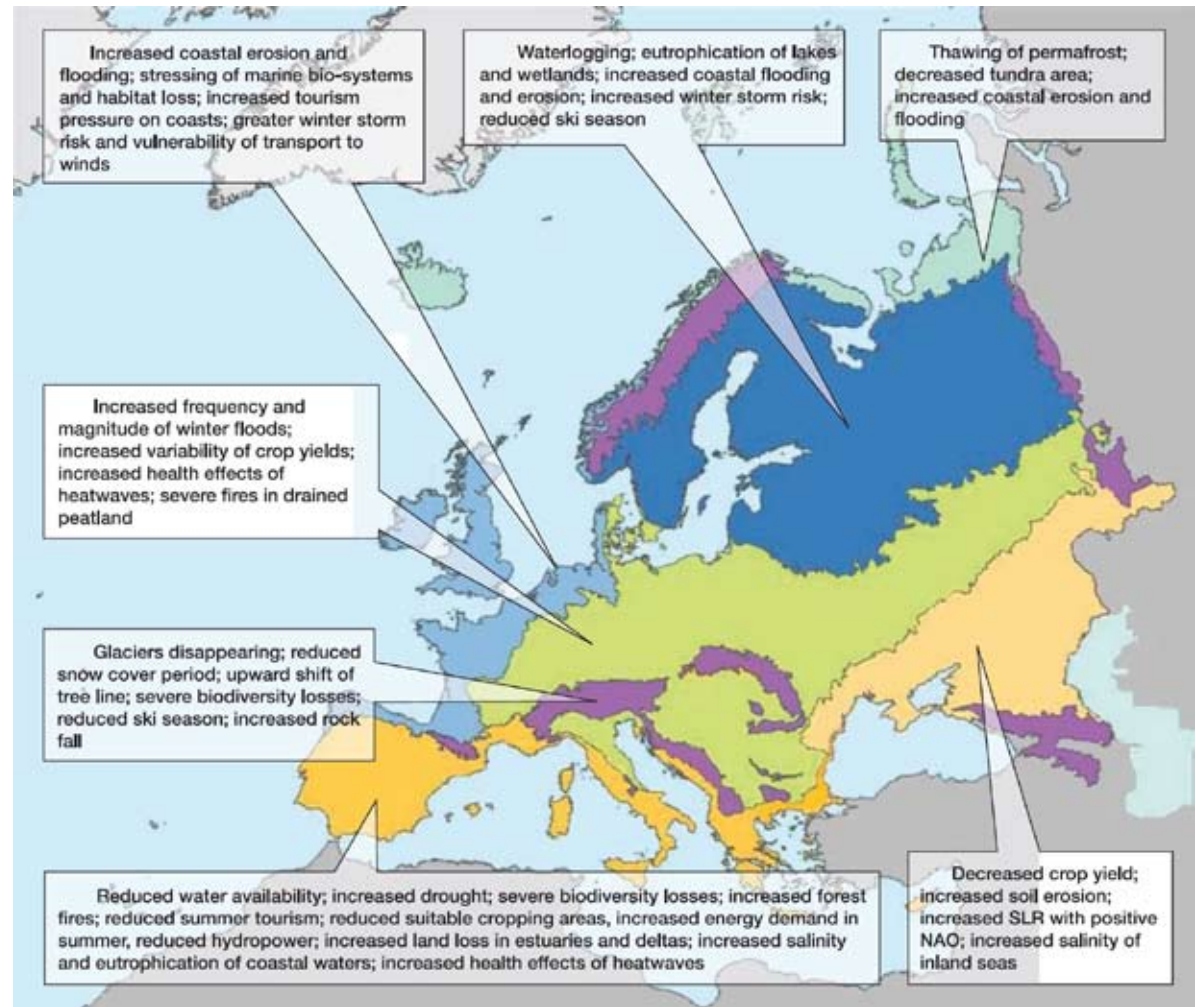 Increased coastal erosion and
flooding; stressing of marine bio-systems
and habitat loss; increased tourism
pressure on coasts; greater winter storm
risk and vulnerability of transport to
winds
Waterlogging; eutrophication of lakes
and wetlands; increased coastal flooding
and erosion; increased winter storm risk;
reduced ski season
Thawing of permafrost;
decreased tundra area;
increased coastal erosion and
flooding
Increased frequency and
magnitude of winter floods;
increased variability of crop yields;
increased health effects of
heatwaves; severe fires in drained
peatland
Glaciers disappearing; reduced
snow cover period; upward shift of
tree line; severe biodiversity losses;
reduced ski season; increased rock
fall
Reduced water availability; increased drought; severe biodiversity losses; increased forest
fires; reduced summer tourism; reduced suitable cropping areas, increased energy demand in
summer, reduced hydropower; increased land loss in estuaries and deltas; increased salinity
and eutrophication of coastal waters; increased health effects of heatwaves
Decreased crop yield;
increased soil erosion;
increased SLR with positive
NAO; increased salinity of
inland seas